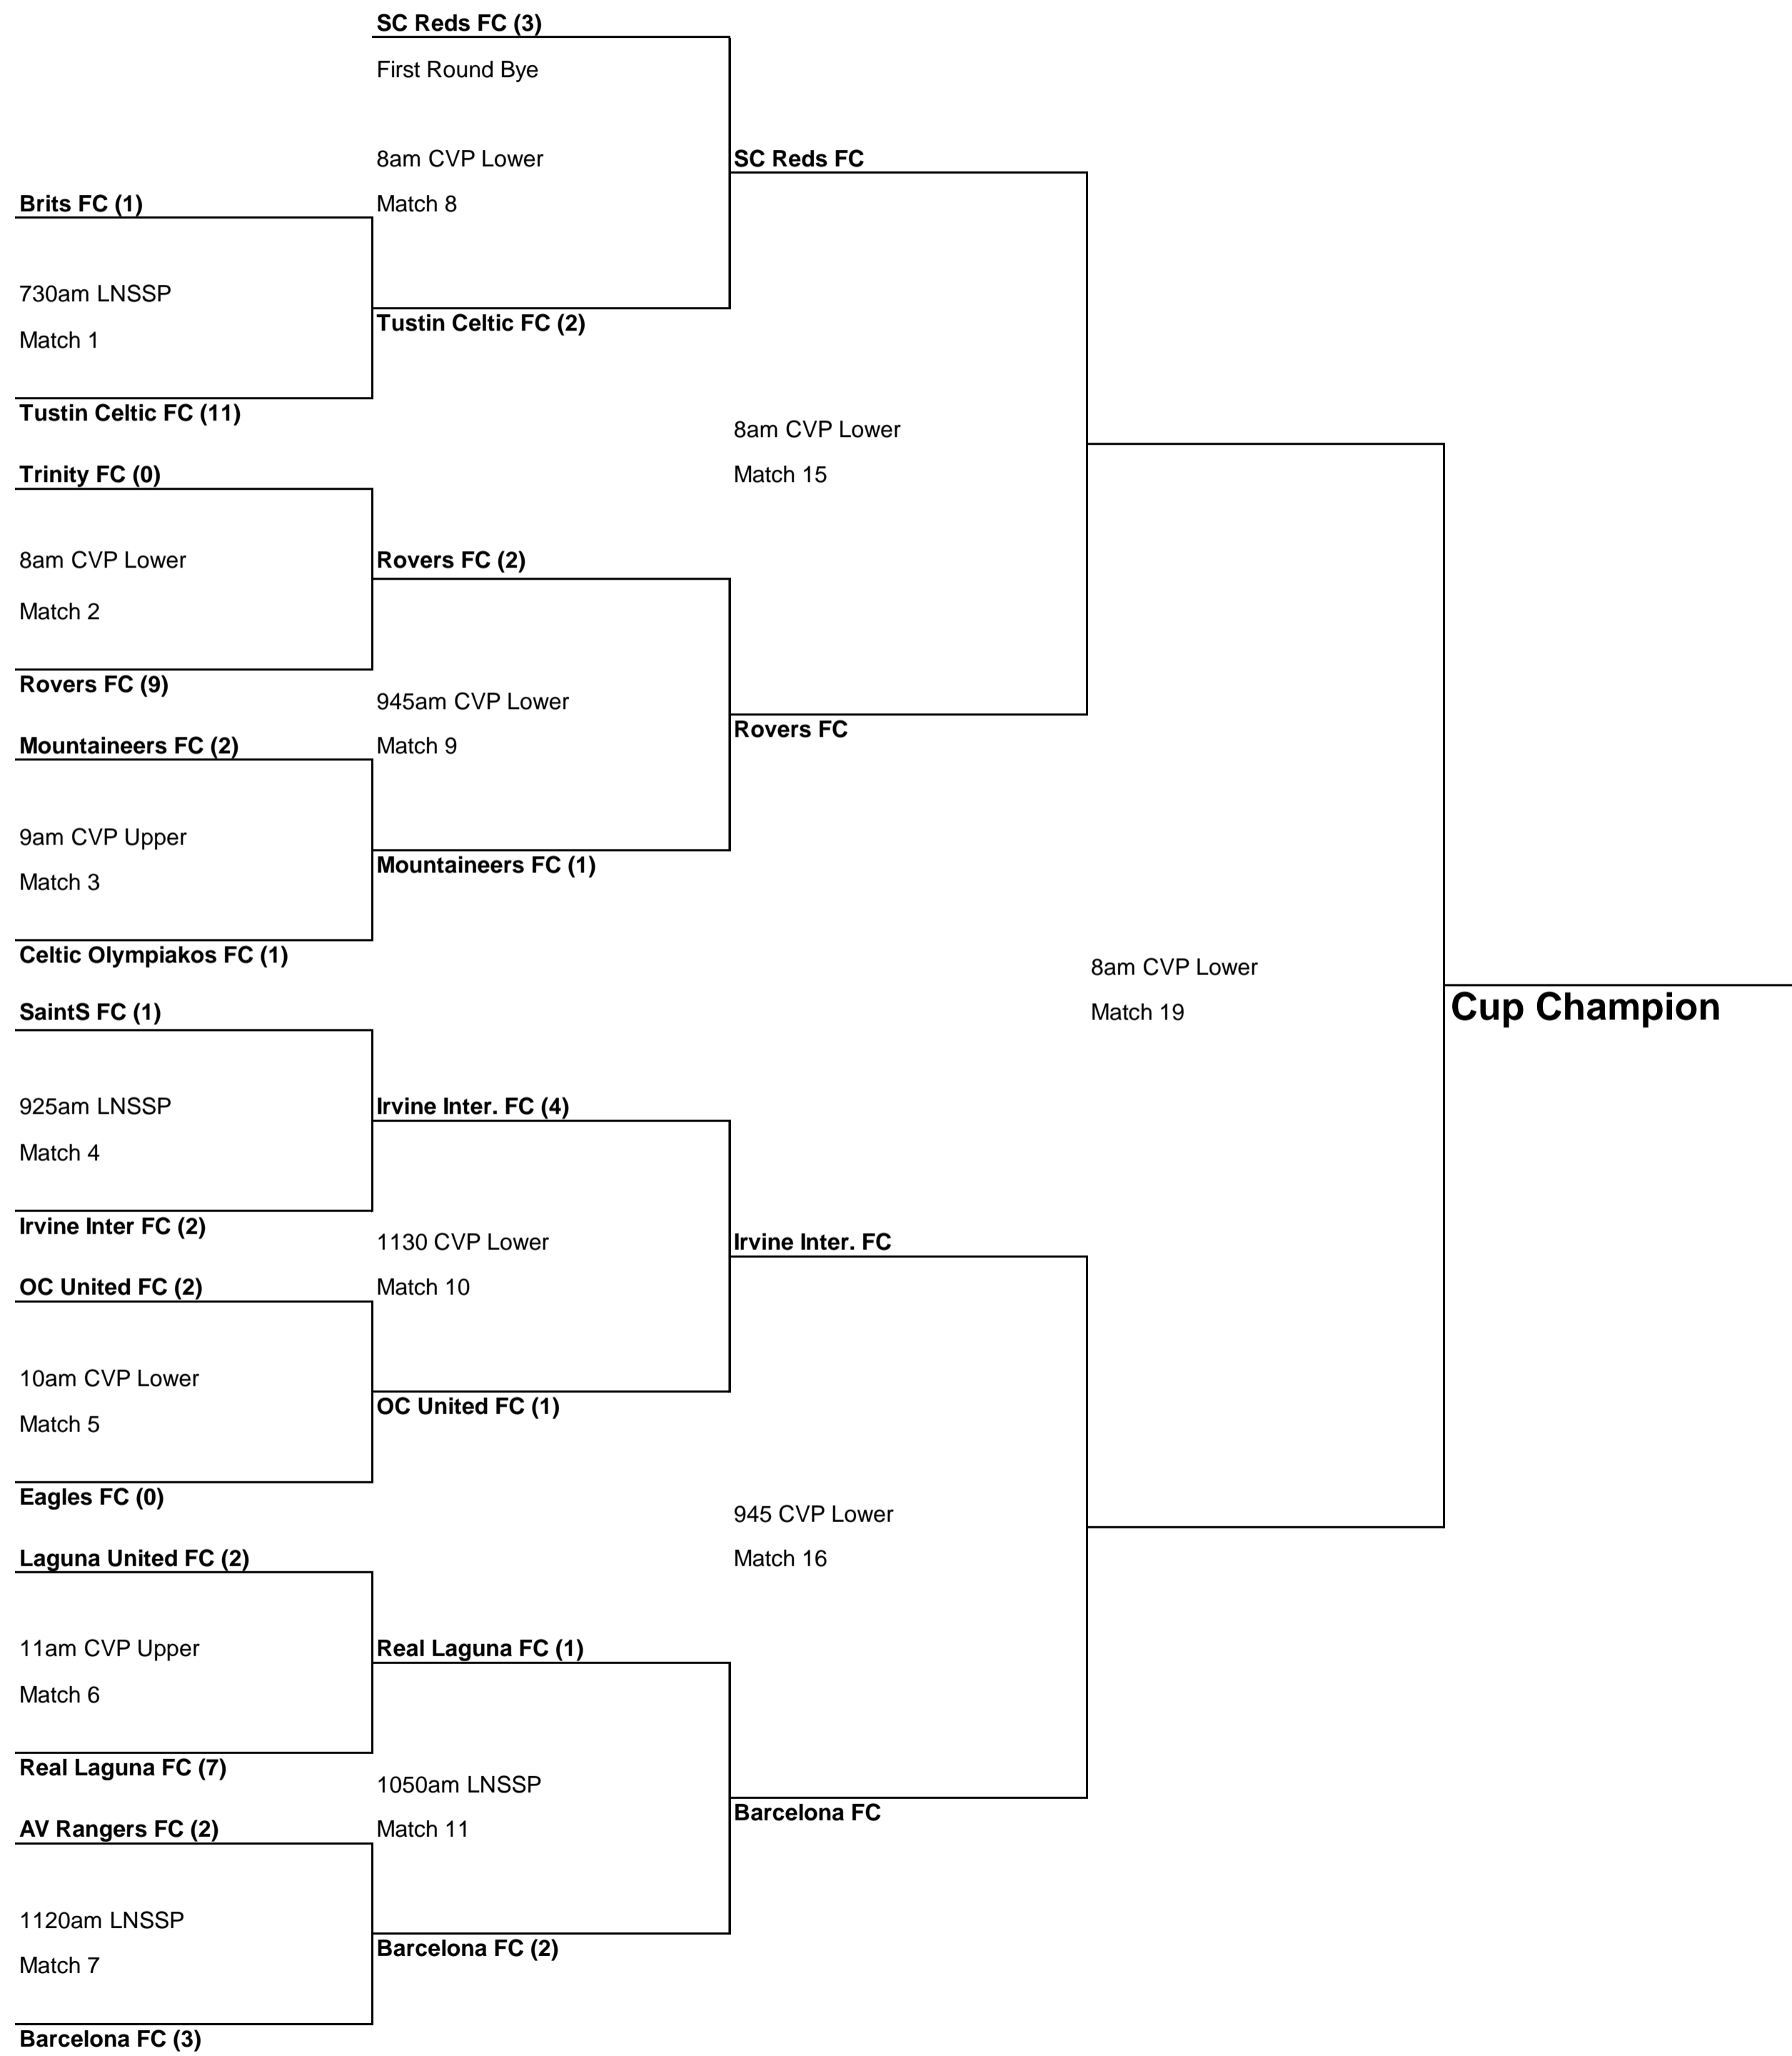 SC Reds FC (3)
First Round Bye
8am CVP Lower
SC Reds FC
Brits FC (1)
Match 8
730am LNSSP
Tustin Celtic FC (2)
Match 1
Tustin Celtic FC (11)
8am CVP Lower
Trinity FC (0)
Match 15
8am CVP Lower
Rovers FC (2)
Match 2
Rovers FC (9)
945am CVP Lower
Rovers FC
Mountaineers FC (2)
Match 9
9am CVP Upper
Mountaineers FC (1)
Match 3
Celtic Olympiakos FC (1)
8am CVP Lower
SaintS FC (1)
Match 19
Cup Champion
925am LNSSP
Irvine Inter. FC (4)
Match 4
Irvine Inter FC (2)
1130 CVP Lower
Irvine Inter. FC
OC United FC (2)
Match 10
10am CVP Lower
OC United FC (1)
Match 5
Eagles FC (0)
945 CVP Lower
Laguna United FC (2)
Match 16
11am CVP Upper
Real Laguna FC (1)
Match 6
Real Laguna FC (7)
1050am LNSSP
Barcelona FC
AV Rangers FC (2)
Match 11
1120am LNSSP
Barcelona FC (2)
Match 7
Barcelona FC (3)